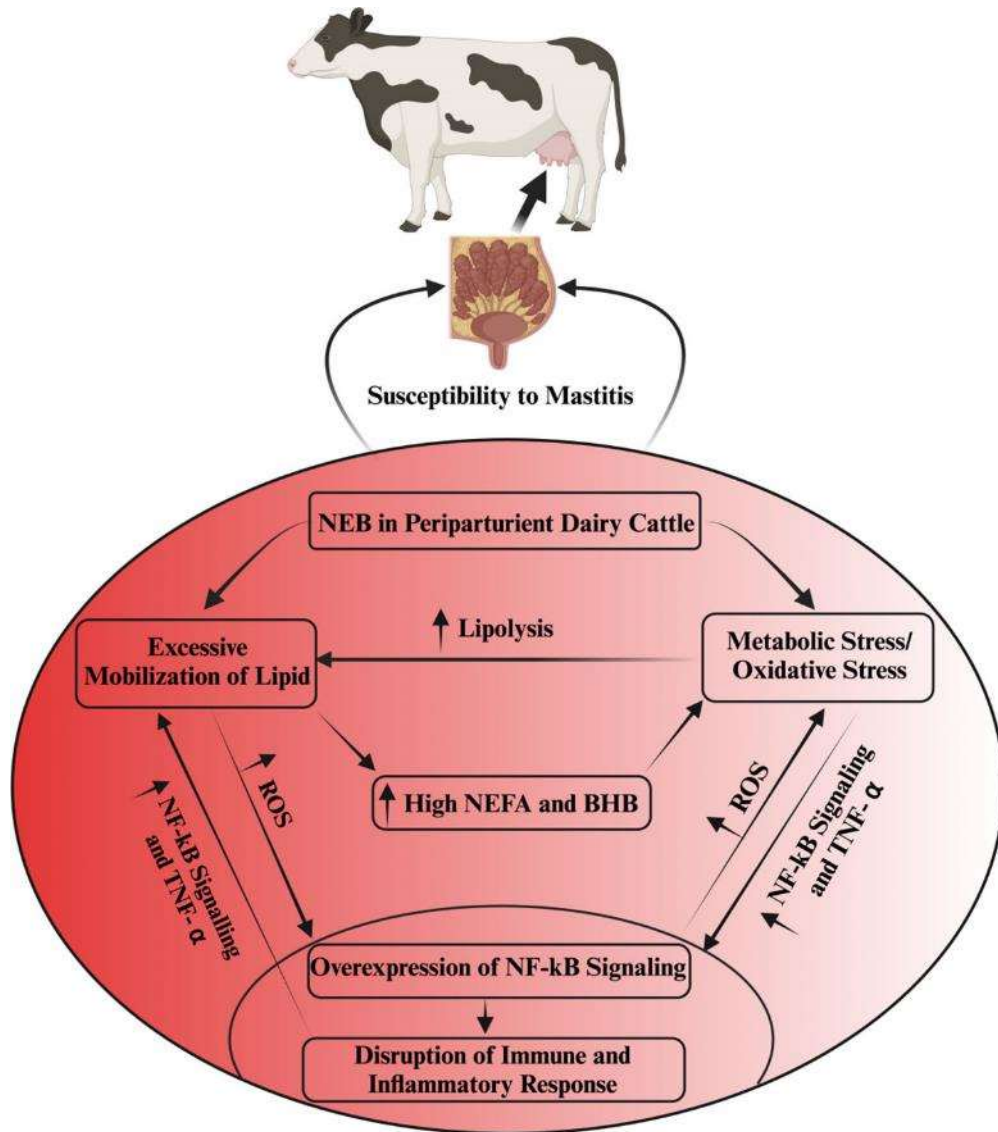 Susceptibility to Mastitis
NEB in Periparturient Dairy Cattle
Lipolysis
Excessive
Mobilization of Lipid
Metabolic Stress/
Oxidative Stress
High NEFA and BHB
NF-kB Signalling
and TNF- α
ROS
ROS
NF-kB Signaling
and TNF- α
Overexpression of NF-kB Signaling
Disruption of Immune and
Inflammatory Response